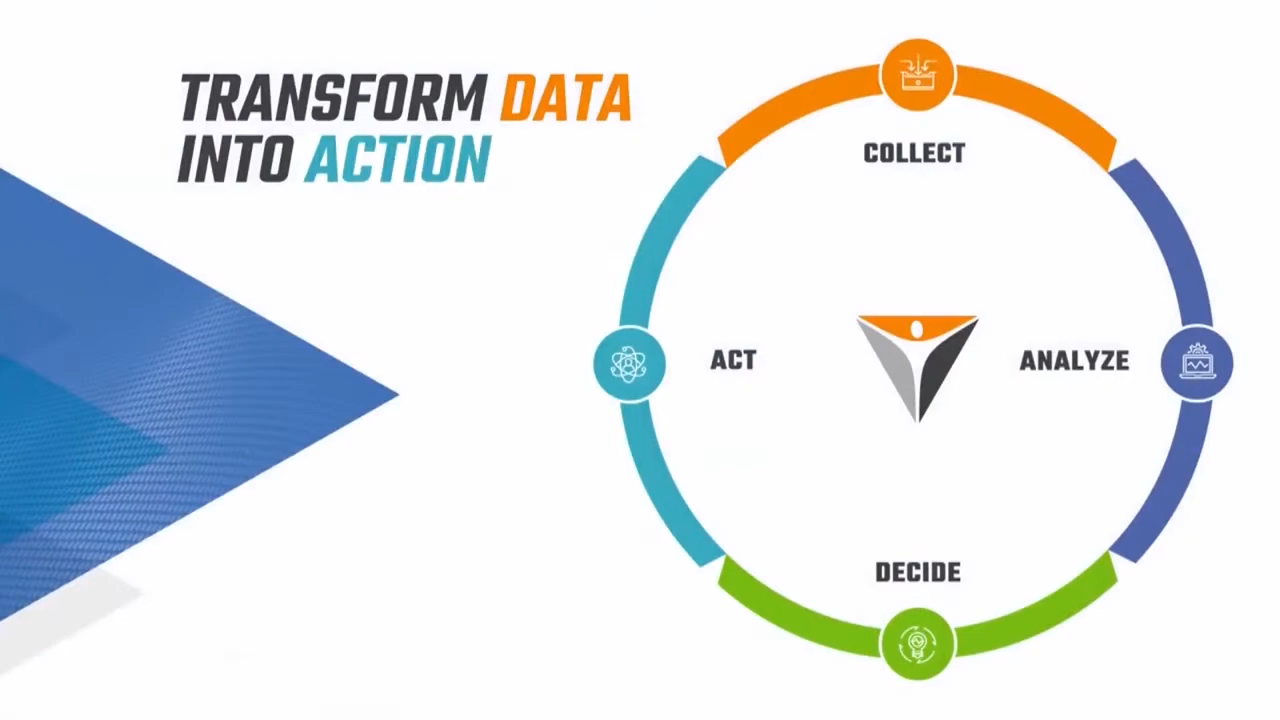 TRANSFORM DATA
INTO ACTION
COLLECT
ACT
ANALYZE
DECIDE